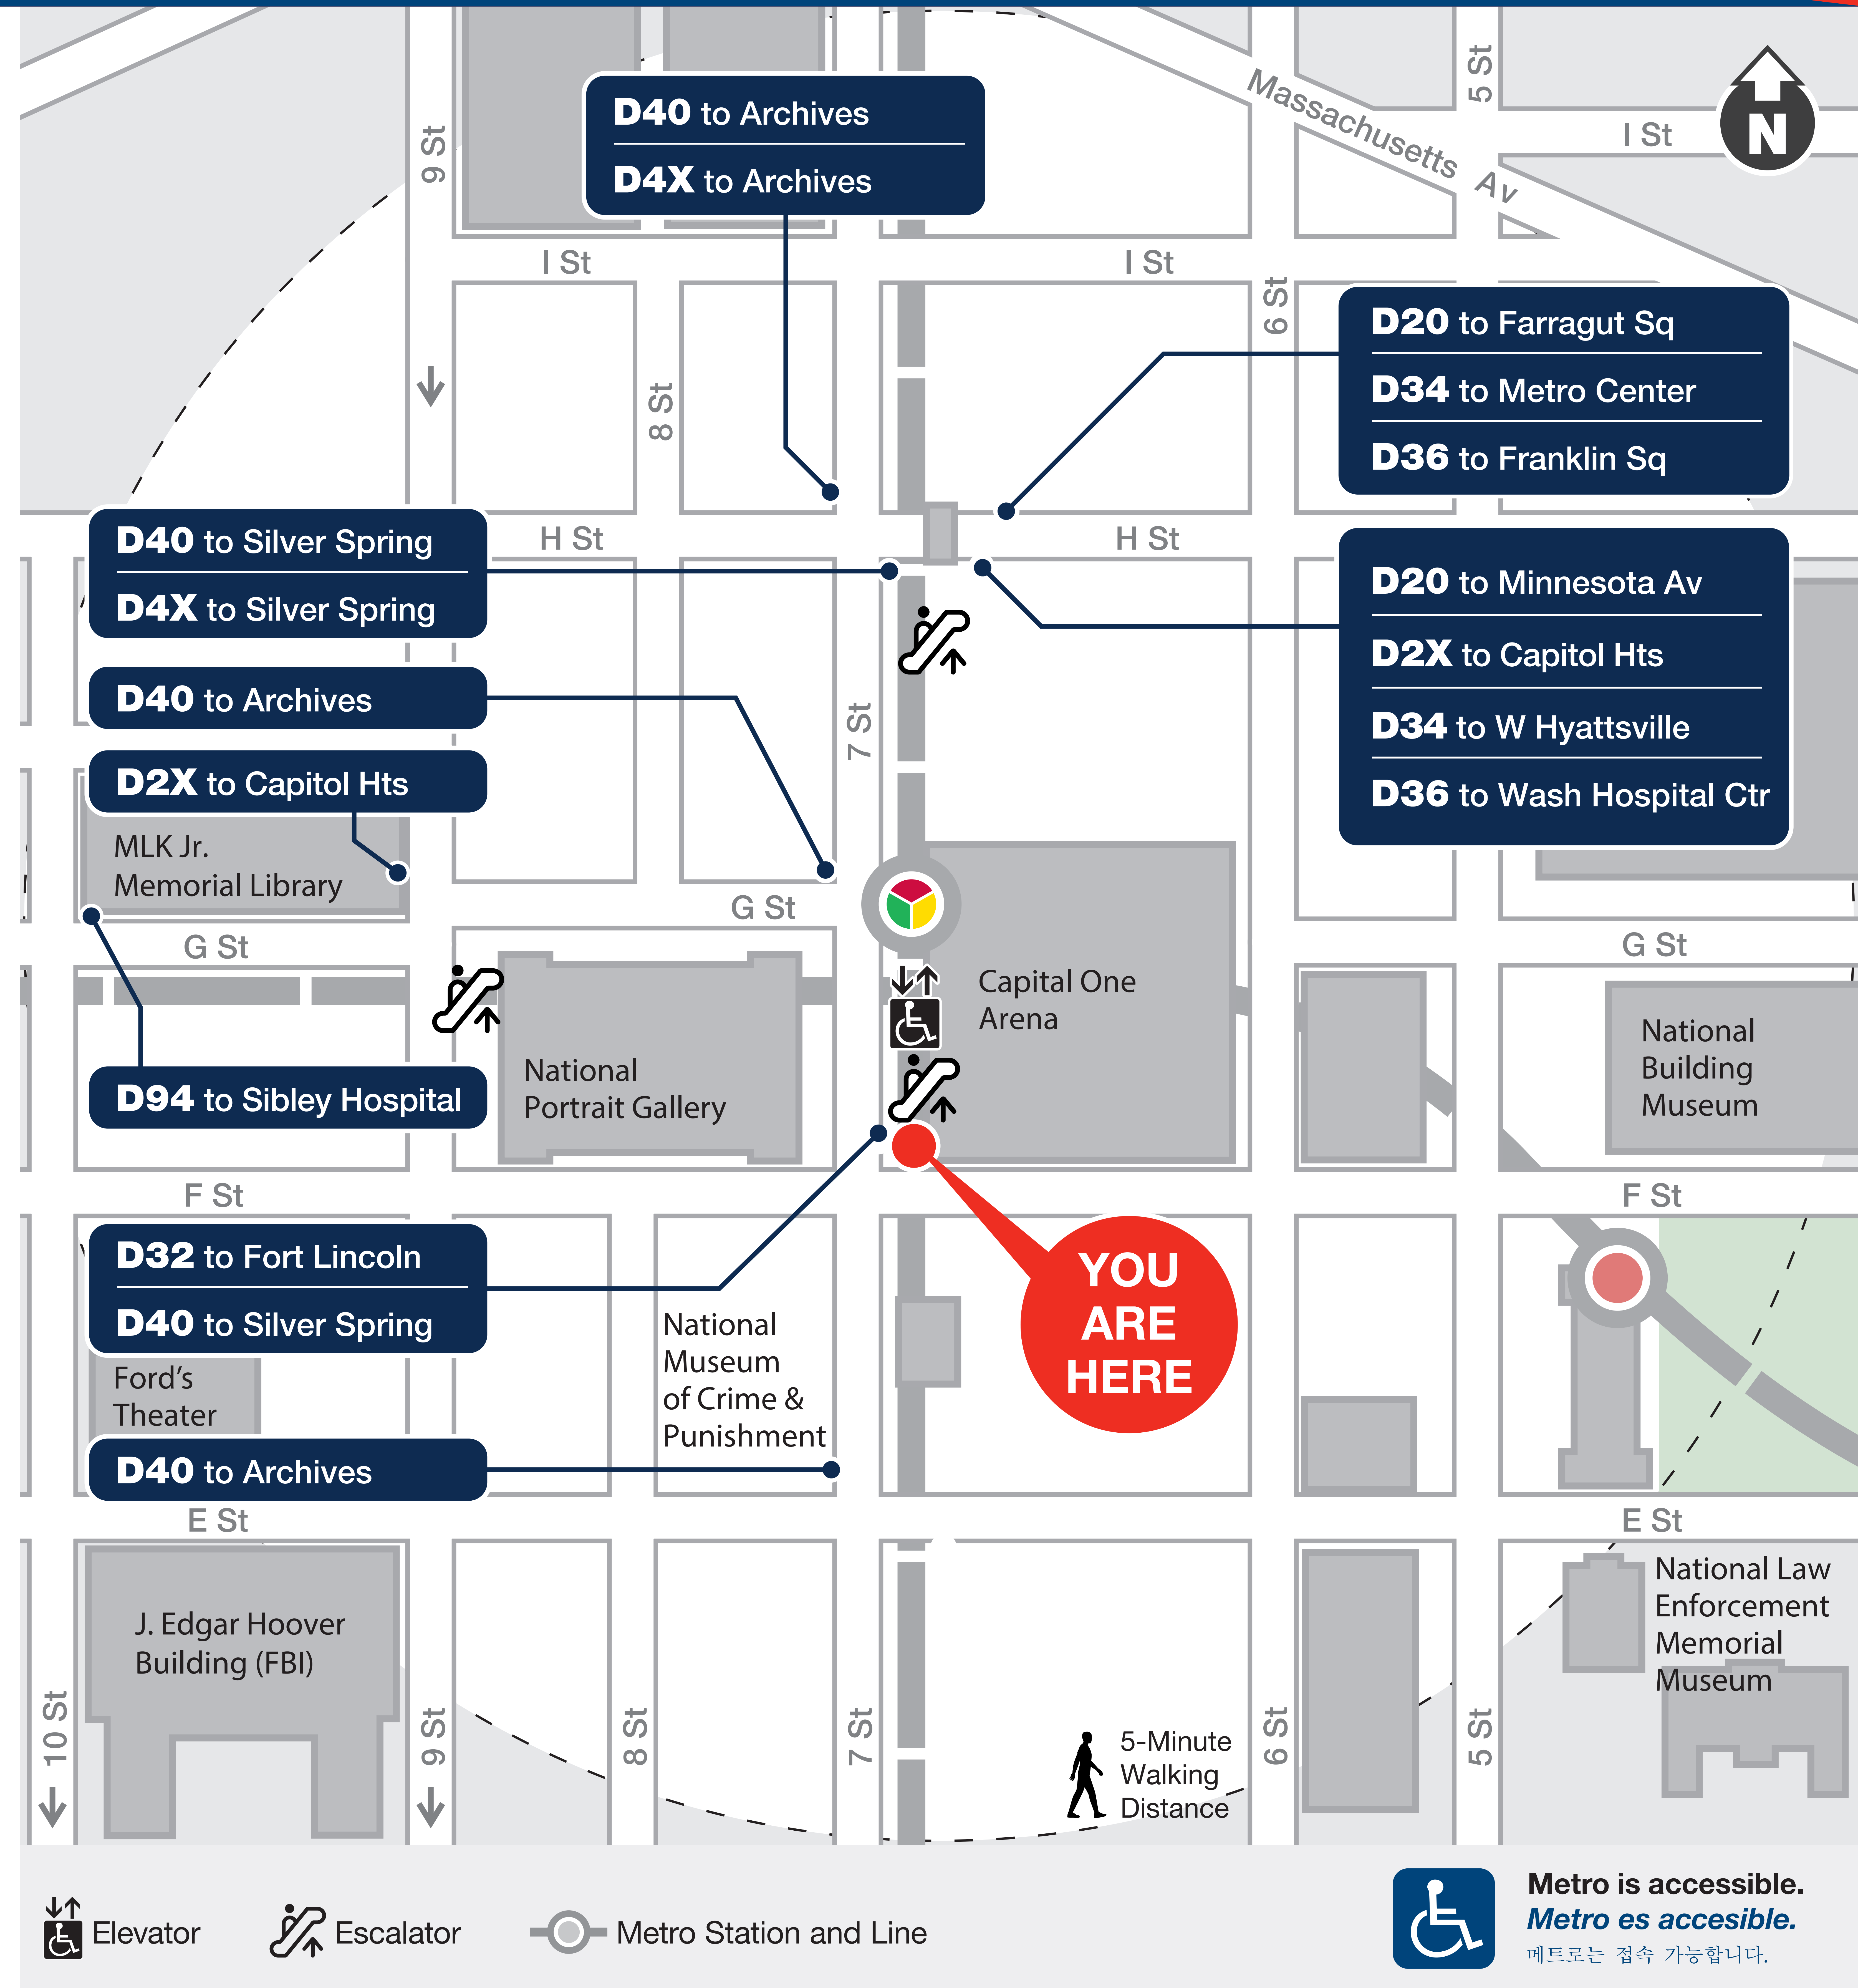 5 St
Massachusetts Av
I St
N
9 St
D40 to Archives
D4X to Archives
I St
I St
6 St
8 St
D20 to Farragut Sq
D34 to Metro Center
D36 to Franklin Sq
D40 to Silver Spring
D4X to Silver Spring
H St
H St
D20 to Minnesota Av
D2X to Capitol Hts
D34 to W Hyattsville
D36 to Wash Hospital Ctr
D40 to Archives
7 St
D2X to Capitol Hts
MLK Jr.
Memorial Library
G St
G St
G St
Capital One
Arena
National
Portrait Gallery
National
Building
Museum
D94 to Sibley Hospital
F St
F St
D32 to Fort Lincoln
D40 to Silver Spring
YOU
ARE
HERE
National
Museum
of Crime &
Punishment
Ford’s
Theater
D40 to Archives
E St
E St
J. Edgar Hoover
Building (FBI)
National Law
Enforcement
Memorial
Museum
10 St
9 St
8 St
7 St
5-Minute
Walking
Distance
6 St
5 St
Elevator
Escalator
Metro Station and Line
Metro is accessible.
Metro es accesible.
메트로는 접속 가능합니다.